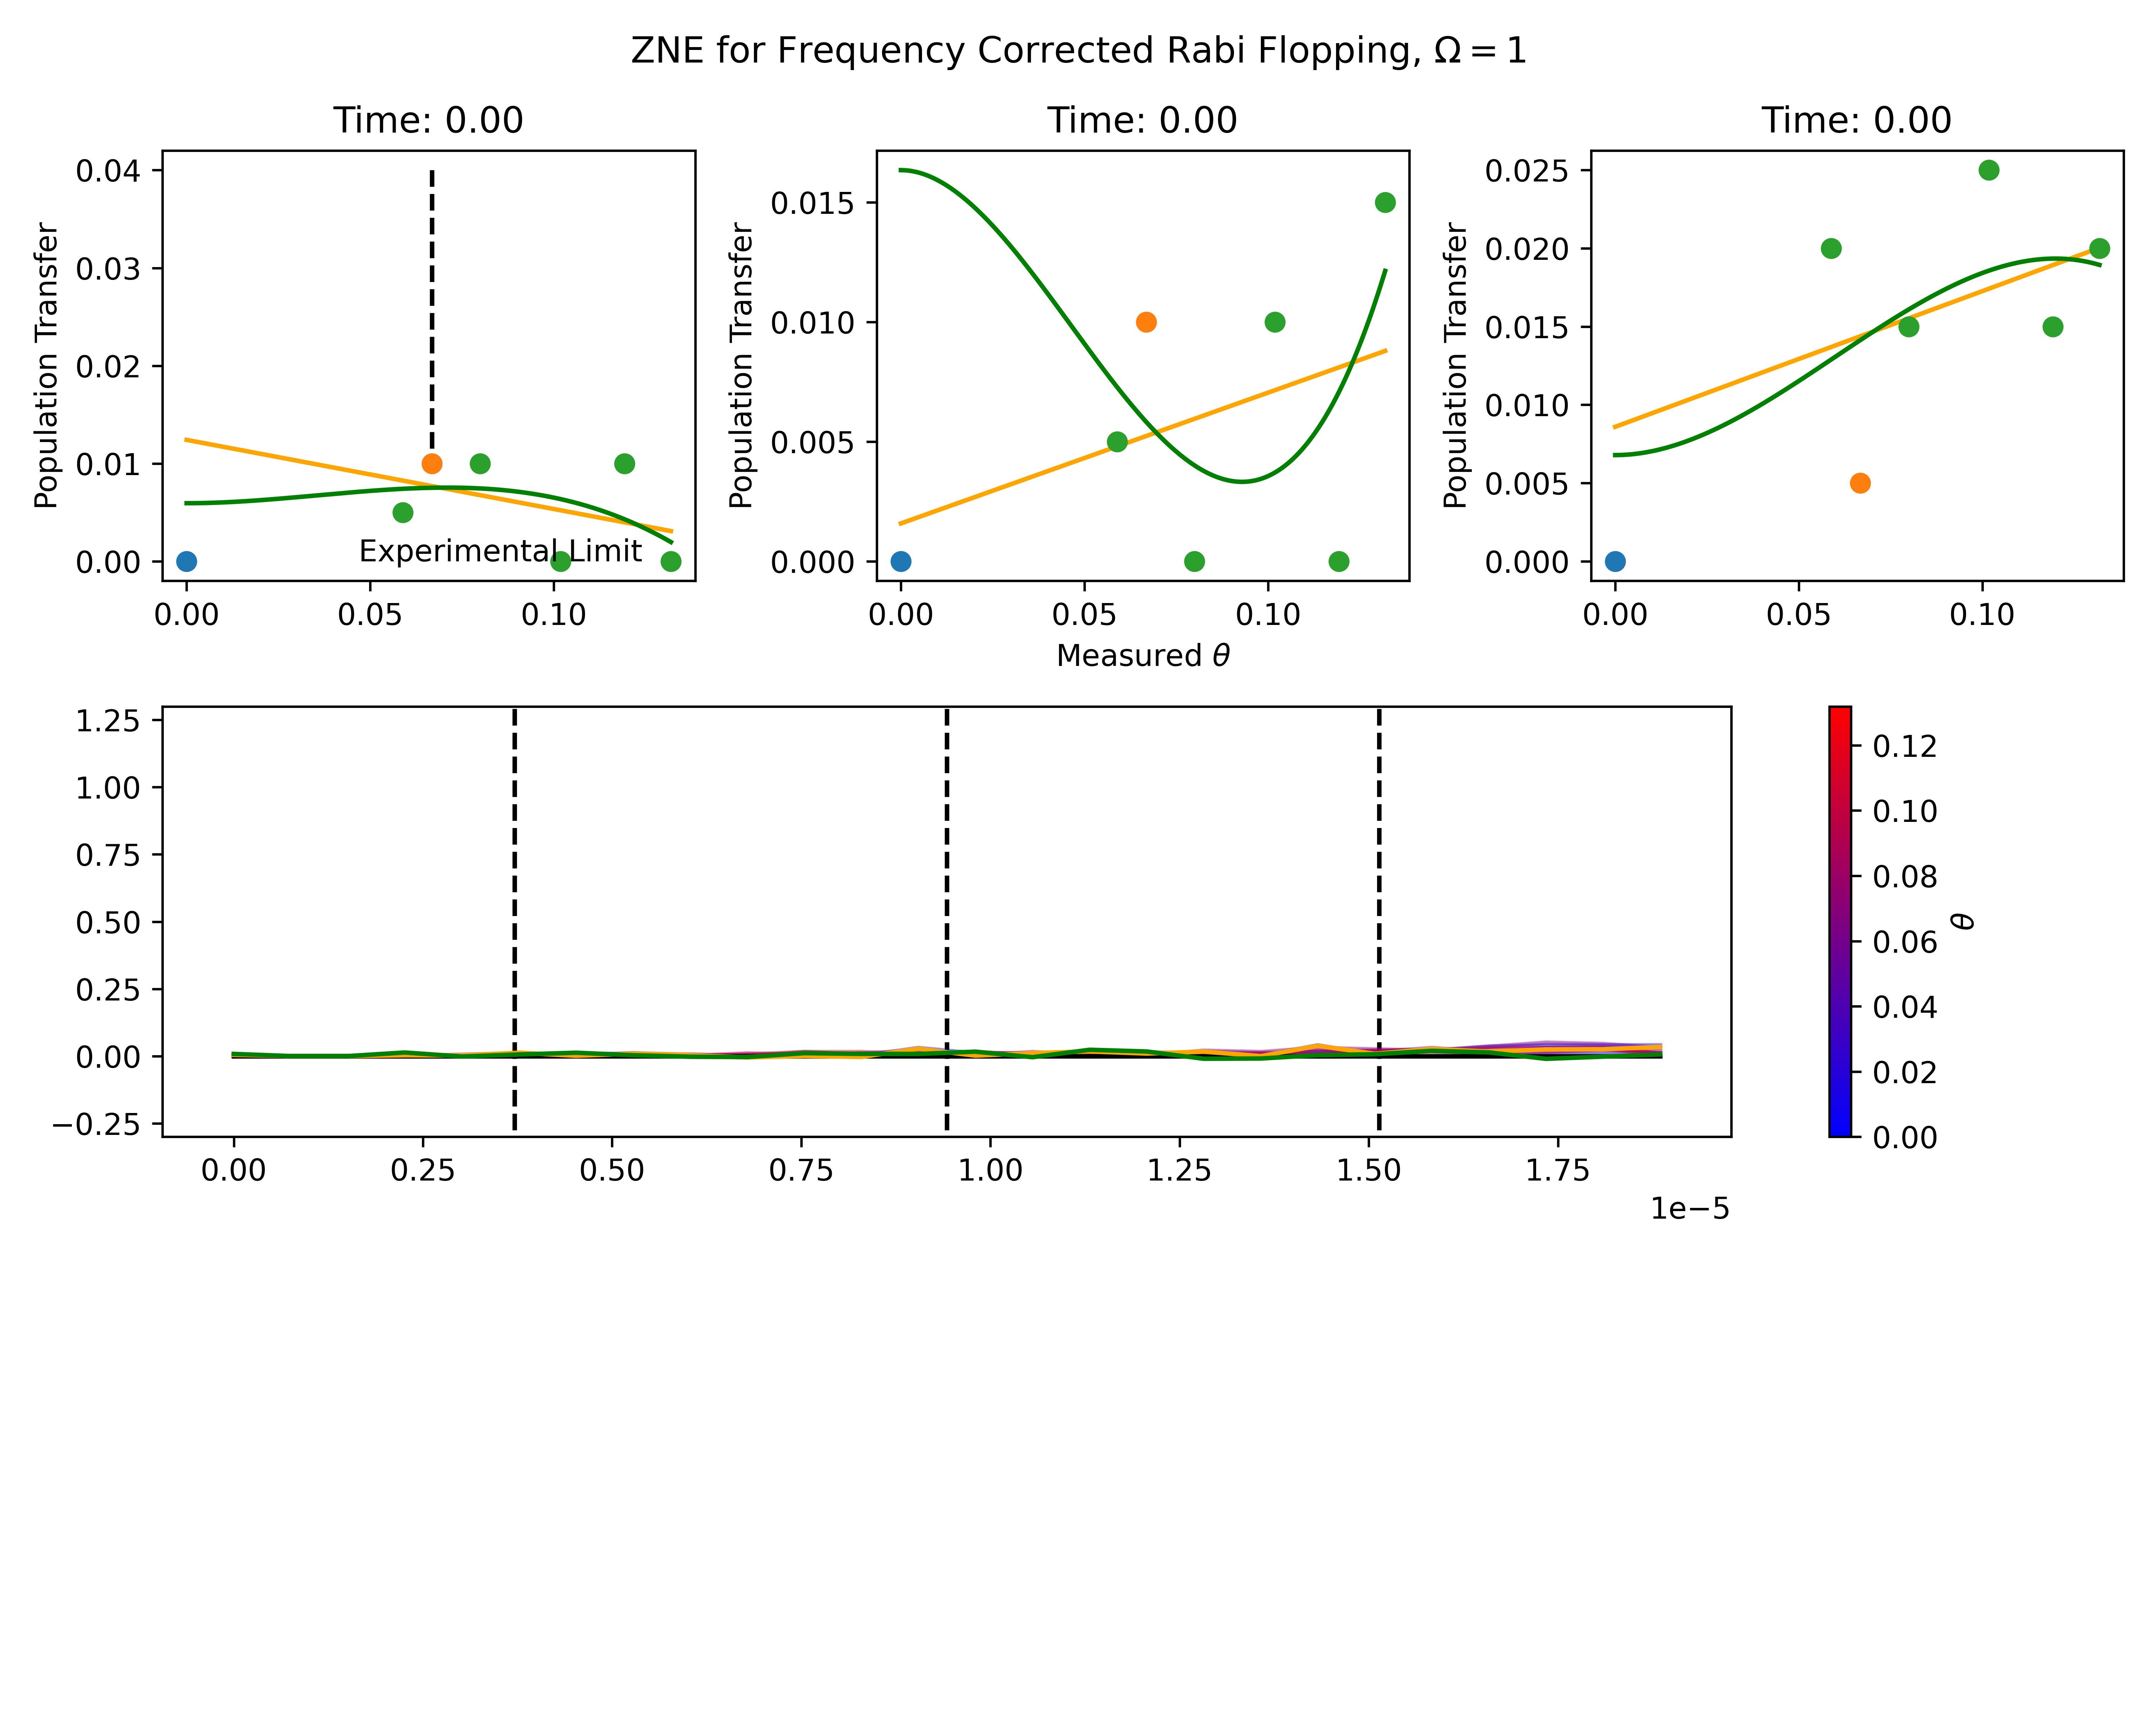 ZNE for Frequency Corrected Rabi Flopping, Ω = 1
Time: 0.00
Time: 0.00
Time: 0.00
Population Transfer
0.04
0.03
0.02
0.01
0.00
Experimental Limit
0.00 0.05 0.10
Population Transfer
0.015
0.010
0.005
0.000
0.00 0.05 0.10
Measured θ
Population Transfer
0.025
0.020
0.015
0.010
0.005
0.000
0.00 0.05 0.10
1.25
1.00
0.75
0.50
0.25
0.00
−0.25
0.00 0.25 0.50 0.75 1.00 1.25 1.50 1.75
1e−5
0.12
0.10
0.08
0.06
0.04
0.02
0.00
θ